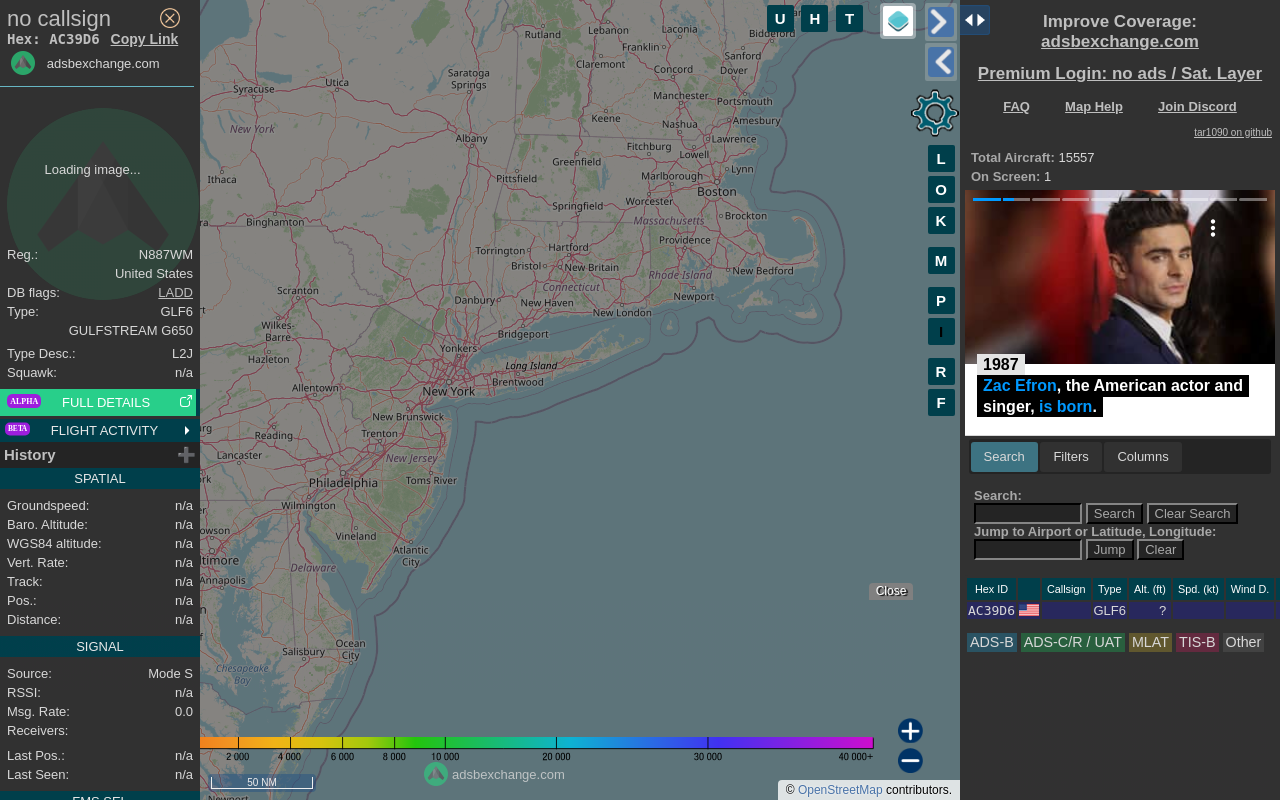 no callsign
Hex: AC39D6 Copy Link
adsbexchange.com
Loading image...
Reg.: N887WM
United States
DB flags: LADD
Type: GLF6
GULFSTREAM G650
Type Desc.: L2J
Squawk: n/a
ALPHA FULL DETAILS
BETA FLIGHT ACTIVITY
History
SPATIAL
Groundspeed: n/a
Baro. Altitude: n/a
WGS84 altitude: n/a
Vert. Rate: n/a
Track: n/a
Pos.: n/a
Distance: n/a
SIGNAL
Source: Mode S
RSSI: n/a
Msg. Rate: 0.0
Receivers:
Last Pos.: n/a
Last Seen: n/a
FMS SEL
U H T
L
O
K
M
P
I
R
F
Rutland
Lebanon
Laconia
Biddeford
Franklin
Sanford
Claremont
Concord
Dover
Saratoga
Springs
Utica
Syracuse
Manchester
Portsmouth
Keene
Nashua
Amesbury
New York
Albany
Fitchburg
Lawrence
Greenfield
Lowell
Lynn
Ithaca
Pittsfield
Marlborough
Boston
Springfield
Worcester
Binghamton
Massachusetts
Brockton
Torrington
Hartford
Providence
Bristol
New Britain
Rhode Island
New Bedford
Connecticut
Scranton
Danbury
New Haven
Newport
New London
Wilkes-
Barre
Bridgeport
Hazleton
Yonkers
Long Island
Allentown
New York
Brentwood
New Brunswick
Reading
Trenton
Lancaster
New Jersey
Philadelphia
Toms River
Wilmington
Vineland
Atlantic
City
Delaware
Annapolis
Ocean
City
Salisbury
Chesapeake
Bay
Newport
Close
2 000 4 000 6 000 8 000 10 000 20 000 30 000 40 000+
50 NM
adsbexchange.com
© OpenStreetMap contributors.
Improve Coverage:
adsbexchange.com
Premium Login: no ads / Sat. Layer
FAQ Map Help Join Discord
tar1090 on github
Total Aircraft: 15557
On Screen: 1
1987
Zac Efron, the American actor and
singer, is born.
Search Filters Columns
Search:
Search Clear Search
Jump to Airport or Latitude, Longitude:
Jump Clear
Hex ID Callsign Type Alt. (ft) Spd. (kt) Wind D.
AC39D6 GLF6 ?
ADS-B ADS-C/R / UAT MLAT TIS-B Other